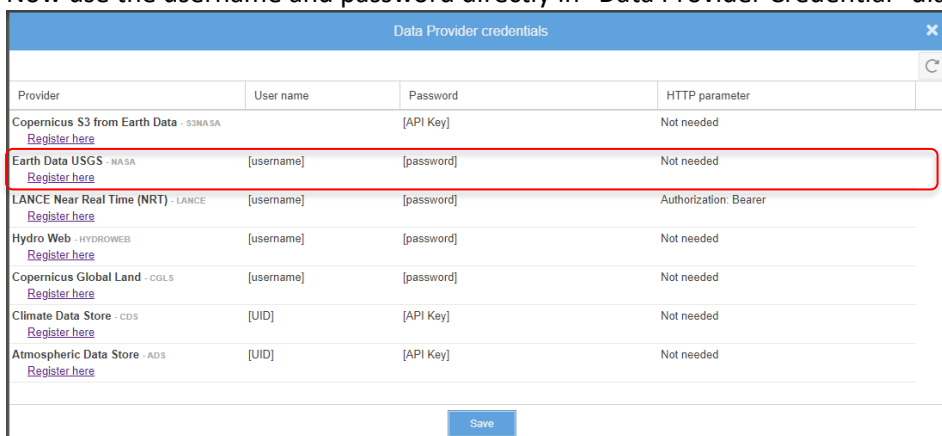 Now use the username and password directly in "Data Provider Credential"
Data Provider credentials
Provider User name Password HTTP parameter
Copernicus S3 from Earth Data - S3NASA [API Key] Not needed
Register here
Earth Data USGS - NASA [username] [password] Not needed
Register here
LANCE Near Real Time (NRT) - LANCE [username] [password] Authorization: Bearer
Register here
Hydro Web - HYDROWEB [username] [password] Not needed
Register here
Copernicus Global Land - CGLS [username] [password] Not needed
Register here
Climate Data Store - CDS [UID] [API Key] Not needed
Register here
Atmospheric Data Store - ADS [UID] [API Key] Not needed
Register here
Save